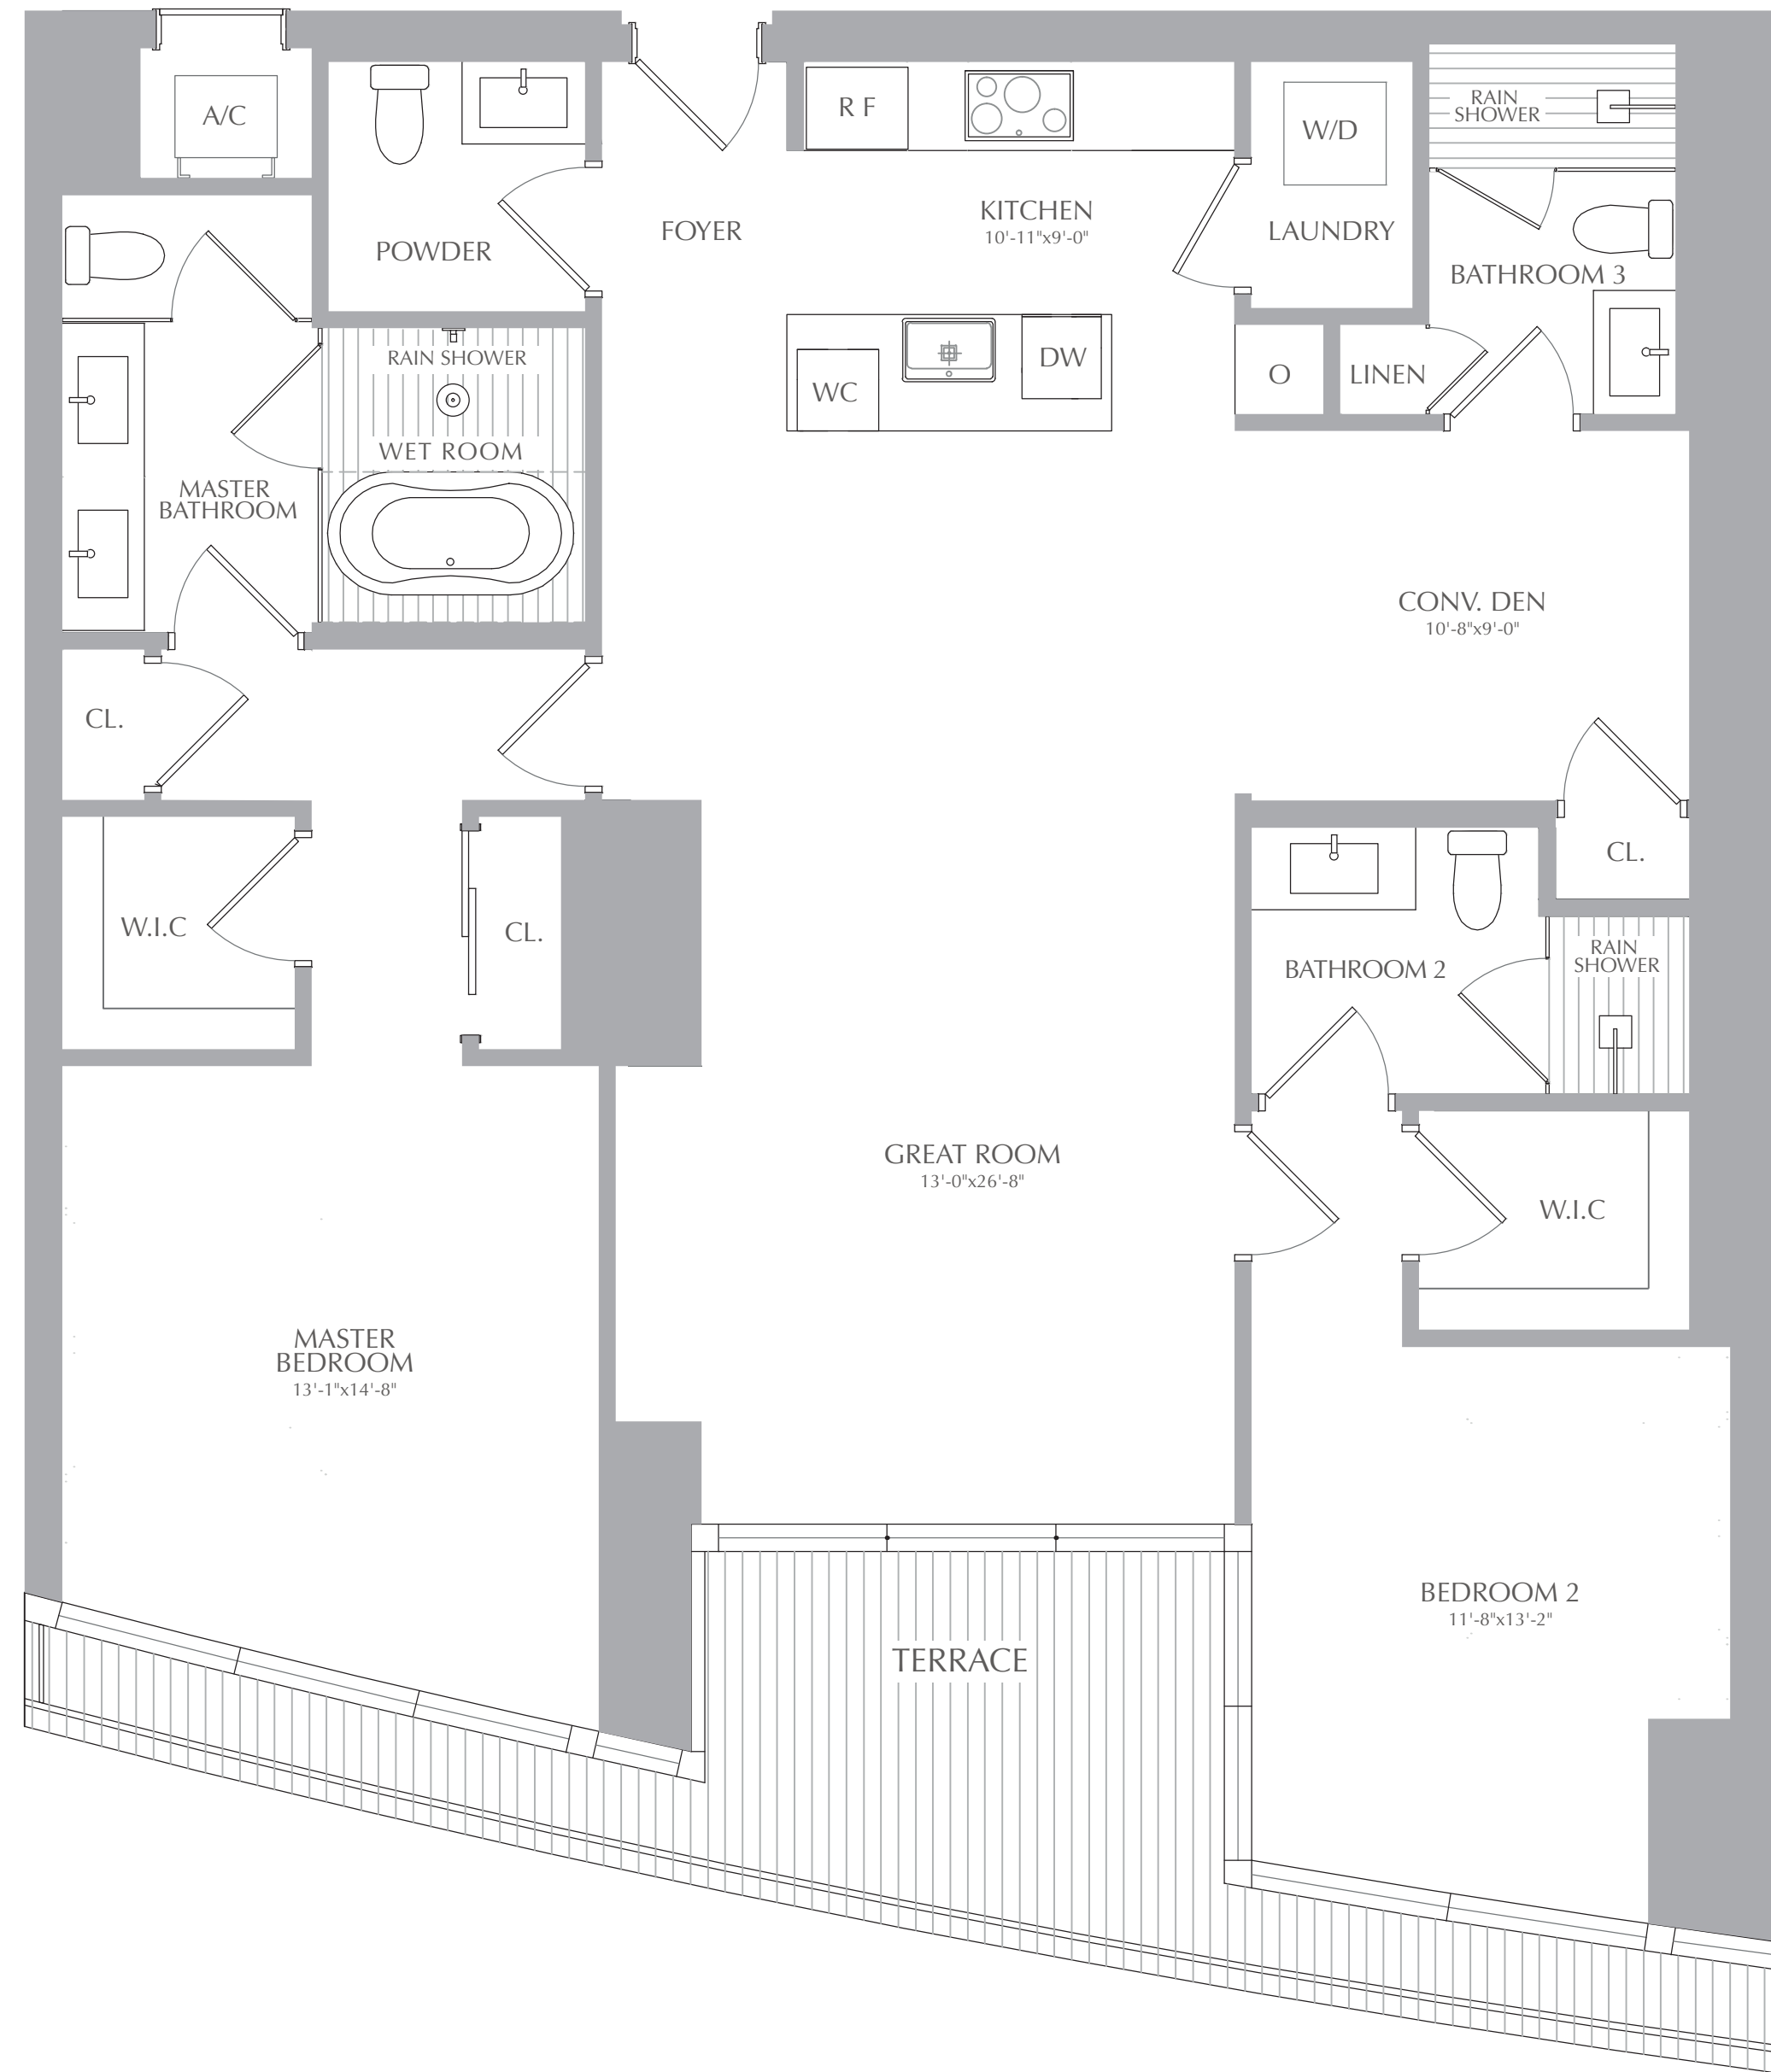 A/C
R F
W/D
RAIN
SHOWER
POWDER
FOYER
KITCHEN
10'-11"x9'-0"
LAUNDRY
BATHROOM 3
RAIN SHOWER
WC
DW
O
LINEN
WET ROOM
MASTER
BATHROOM
CONV. DEN
10'-8"x9'-0"
CL.
CL.
W.I.C
CL.
BATHROOM 2
RAIN
SHOWER
GREAT ROOM
13'-0"x26'-8"
W.I.C
MASTER
BEDROOM
13'-1"x14'-8"
BEDROOM 2
11'-8"x13'-2"
TERRACE